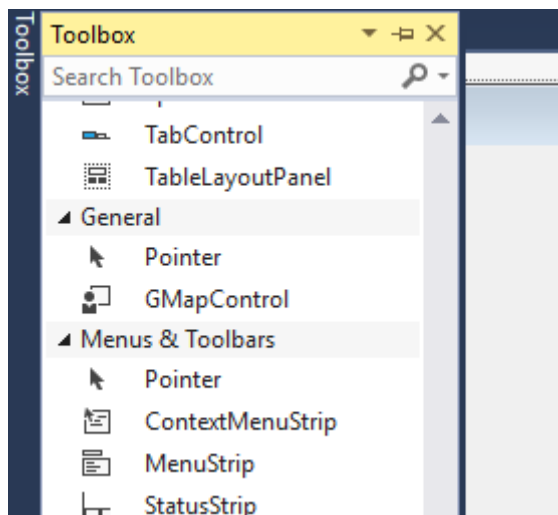 Toolbox
Toolbox
Search Toolbox
TabControl
TableLayoutPanel
General
Pointer
GMapControl
Menus & Toolbars
Pointer
ContextMenuStrip
MenuStrip
StatusStrip